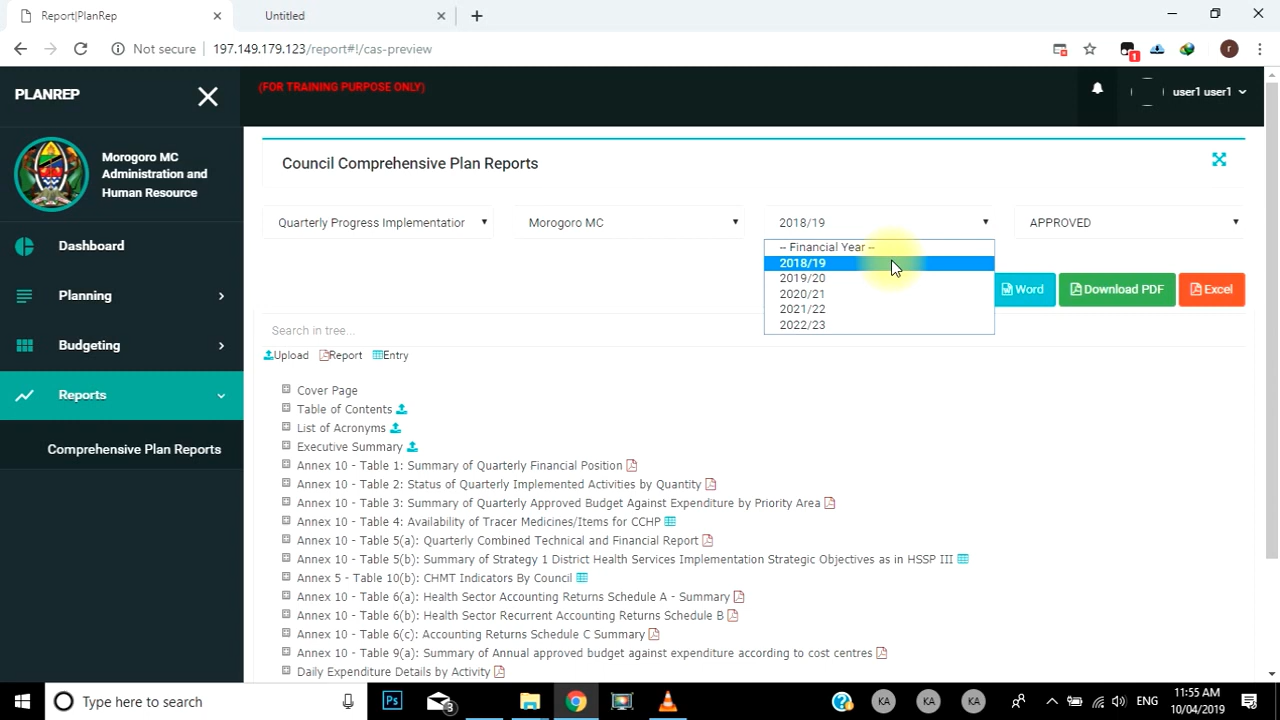 Report|PlanRep
Untitled
Not secure
197.149.179.123/report#!/cas-preview
1
r
PLANREP
(FOR TRAINING PURPOSE ONLY)
user1 user1
Morogoro MC
Administration and
Human Resource
Dashboard
Planning
Budgeting
Reports
Comprehensive Plan Reports
Council Comprehensive Plan Reports
Quarterly Progress Implementation
Morogoro MC
2018/19
APPROVED
-- Financial Year --
2018/19
2019/20
2020/21
2021/22
2022/23
Word
Download PDF
Excel
Search in tree...
Upload Report Entry
Cover Page
Table of Contents
List of Acronyms
Executive Summary
Annex 10 - Table 1: Summary of Quarterly Financial Position
Annex 10 - Table 2: Status of Quarterly Implemented Activities by Quantity
Annex 10 - Table 3: Summary of Quarterly Approved Budget Against Expenditure by Priority Area
Annex 10 - Table 4: Availability of Tracer Medicines/Items for CCHP
Annex 10 - Table 5(a): Quarterly Combined Technical and Financial Report
Annex 10 - Table 5(b): Summary of Strategy 1 District Health Services Implementation Strategic Objectives as in HSSP III
Annex 5 - Table 10(b): CHMT Indicators By Council
Annex 10 - Table 6(a): Health Sector Accounting Returns Schedule A - Summary
Annex 10 - Table 6(b): Health Sector Recurrent Accounting Returns Schedule B
Annex 10 - Table 6(c): Accounting Returns Schedule C Summary
Annex 10 - Table 9(a): Summary of Annual approved budget against expenditure according to cost centres
Daily Expenditure Details by Activity
Type here to search
Ps
3
KA
KA
KA
ENG
11:55 AM
10/04/2019